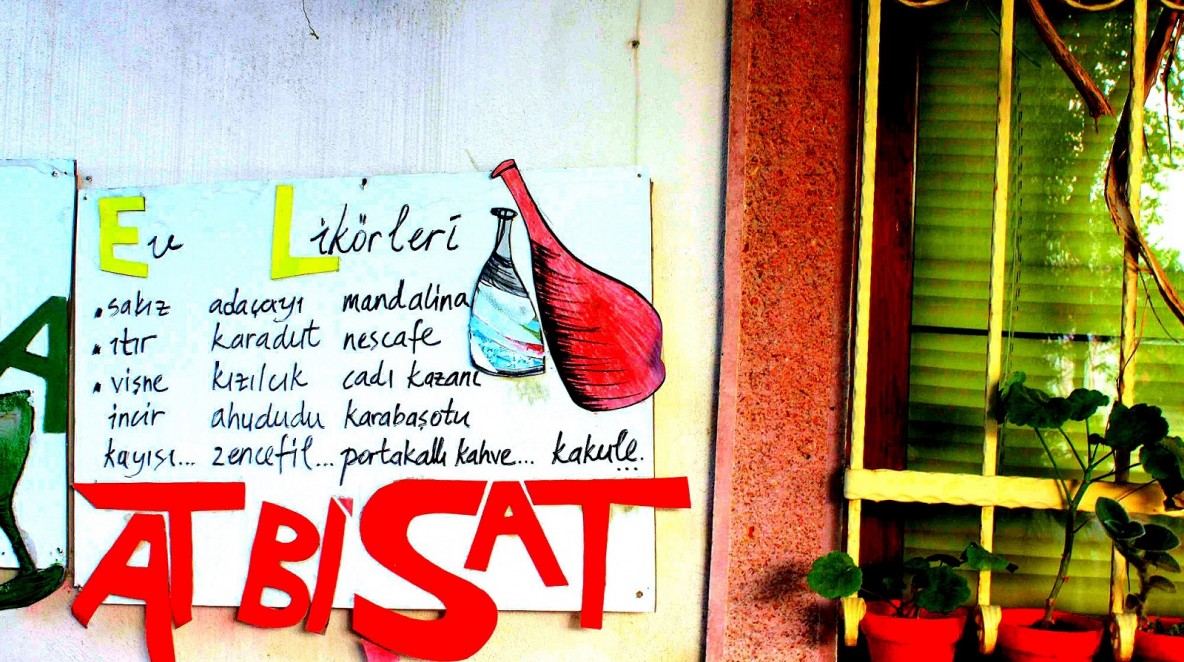 Ev Likörleri
.sakız adaçayı mandalina
.ıtır karadut nescafe
.vişne kızılcık cadı kazanı
incir ahududu karabaşotu
kayısı... zencefil... portakallı kahve... kakule...
AT BİŞAT
A